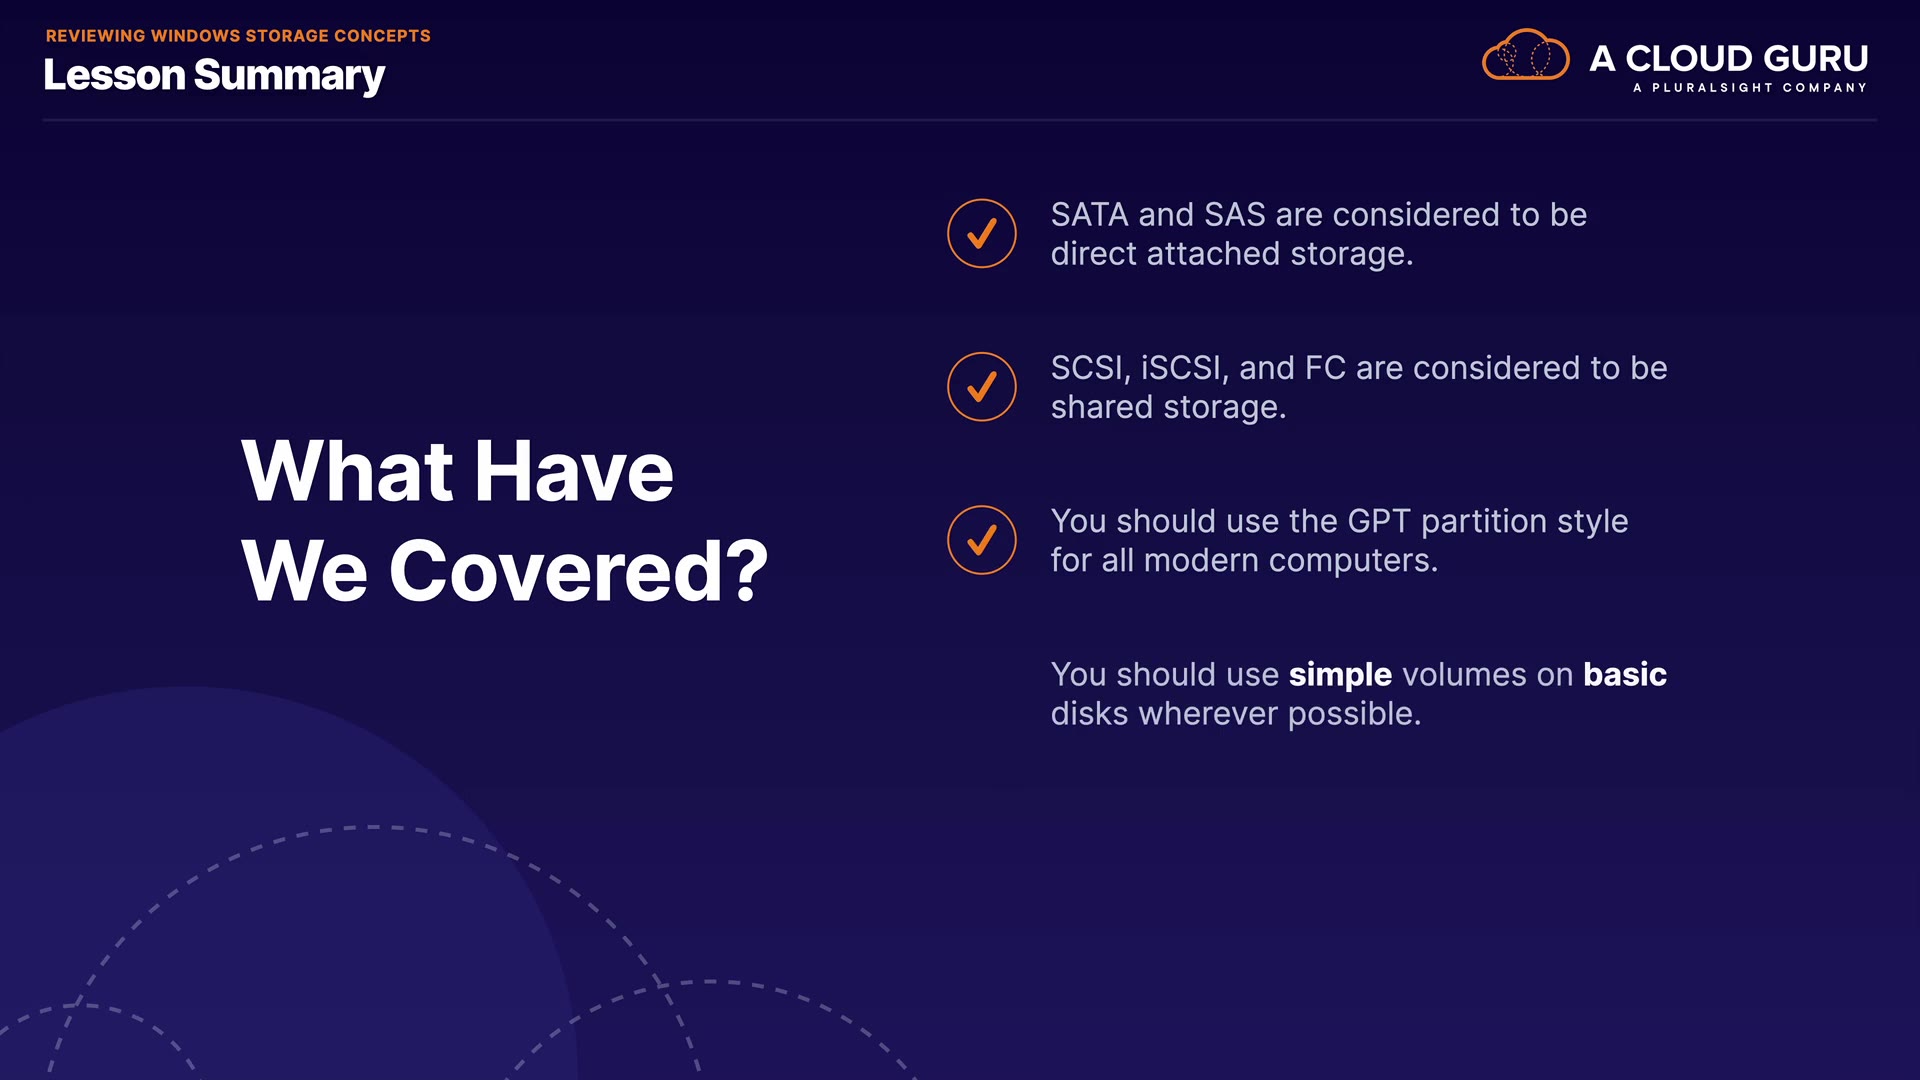 REVIEWING WINDOWS STORAGE CONCEPTS
Lesson Summary
A CLOUD GURU
A PLURALSIGHT COMPANY
What Have
We Covered?
SATA and SAS are considered to be
direct attached storage.
SCSI, iSCSI, and FC are considered to be
shared storage.
You should use the GPT partition style
for all modern computers.
You should use simple volumes on basic
disks wherever possible.